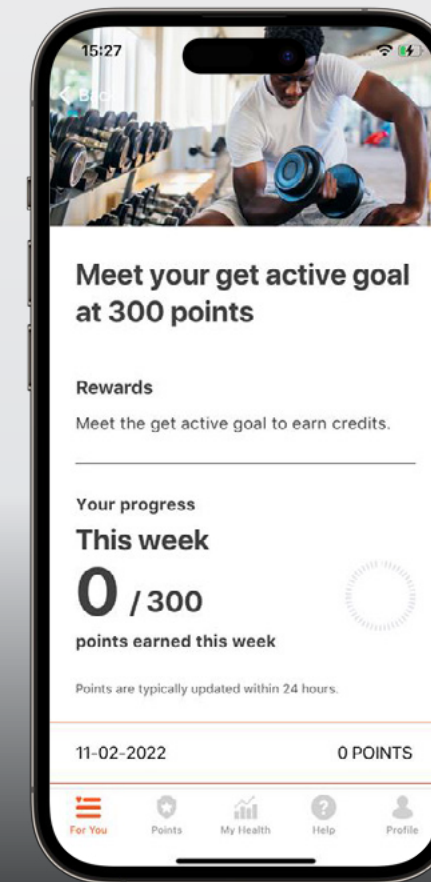 15:27
Back
Meet your get active goal
at 300 points
Rewards
Meet the get active goal to earn credits.
Your progress
This week
0 / 300
points earned this week
Points are typically updated within 24 hours.
11-02-2022 0 POINTS
For You Points My Health Help Profile